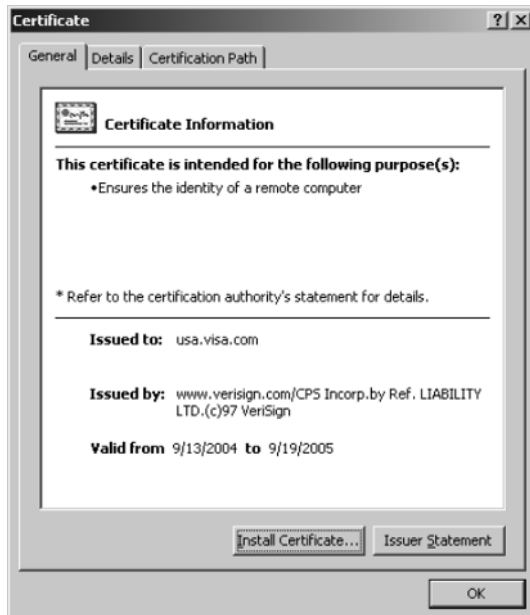 Certificate
General Details Certification Path
Certificate Information
This certificate is intended for the following purpose(s):
•Ensures the identity of a remote computer
* Refer to the certification authority's statement for details.
Issued to: usa.visa.com
Issued by: www.verisign.com/CPS Incorp.by Ref. LIABILITY
LTD.(c)97 VeriSign
Valid from 9/13/2004 to 9/19/2005
Install Certificate... Issuer Statement
OK